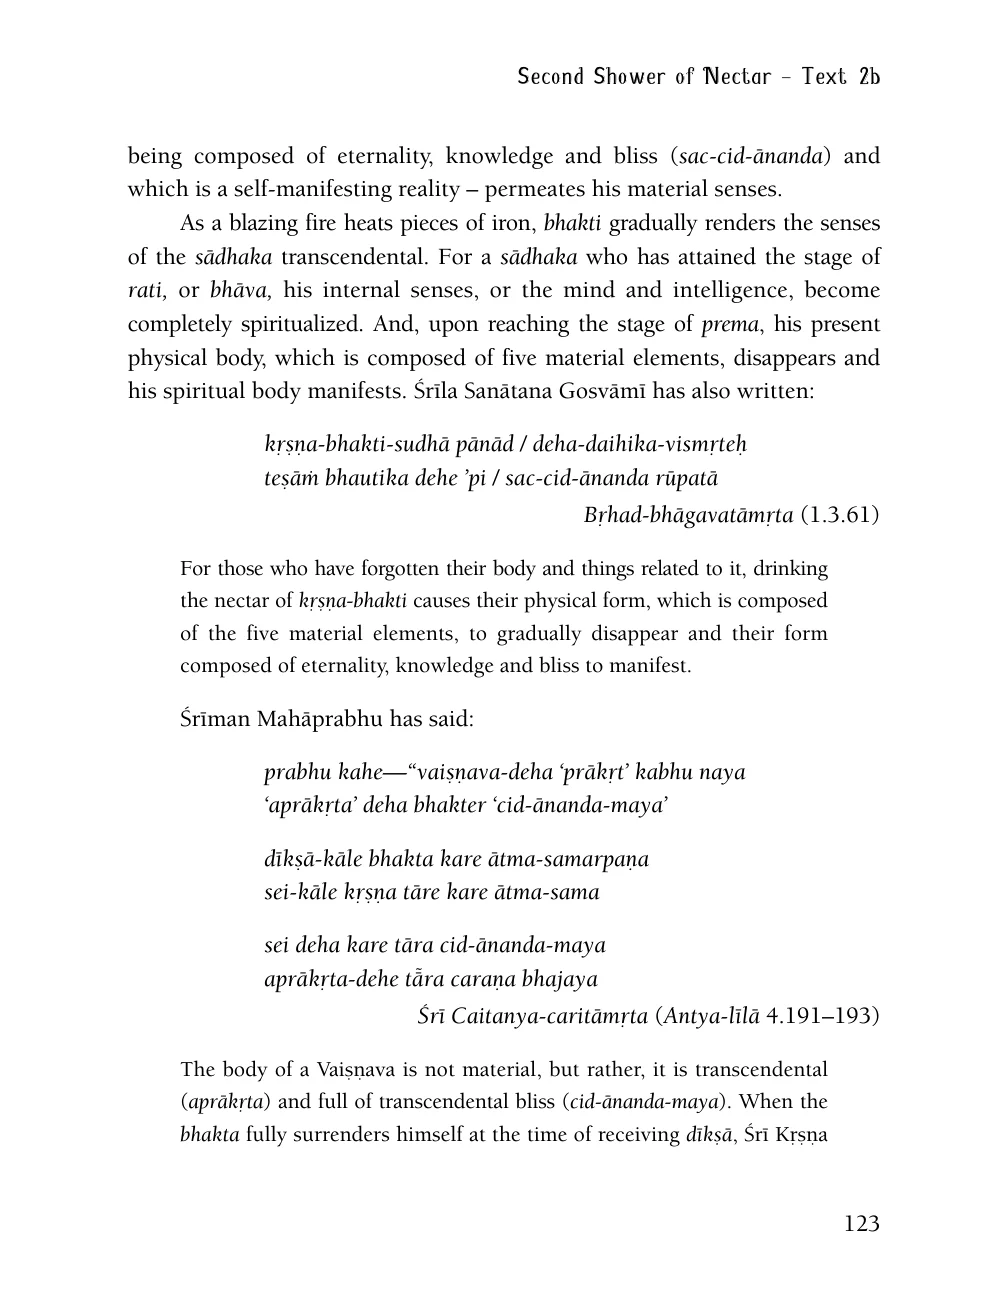 Second Shower of Nectar – Text 2b
being composed of eternality, knowledge and bliss (sac-cid-ānanda) and
which is a self-manifesting reality – permeates his material senses.
As a blazing fire heats pieces of iron, bhakti gradually renders the senses
of the sādhaka transcendental. For a sādhaka who has attained the stage of
rati, or bhāva, his internal senses, or the mind and intelligence, become
completely spiritualized. And, upon reaching the stage of prema, his present
physical body, which is composed of five material elements, disappears and
his spiritual body manifests. Śrīla Sanātana Gosvāmī has also written:
kṛṣṇa-bhakti-sudhā pānād / deha-daihika-vismṛteḥ
teṣāṁ bhautika dehe ’pi / sac-cid-ānanda rūpatā
Bṛhad-bhāgavatāmṛta (1.3.61)
For those who have forgotten their body and things related to it, drinking
the nectar of kṛṣṇa-bhakti causes their physical form, which is composed
of the five material elements, to gradually disappear and their form
composed of eternality, knowledge and bliss to manifest.
Śrīman Mahāprabhu has said:
prabhu kahe—“vaiṣṇava-deha ‘prākṛt’ kabhu naya
‘aprākṛta’ deha bhakter ‘cid-ānanda-maya’
dīkṣā-kāle bhakta kare ātma-samarpaṇa
sei-kāle kṛṣṇa tāre kare ātma-sama
sei deha kare tāra cid-ānanda-maya
aprākṛta-dehe tā̃ra caraṇa bhajaya
Śrī Caitanya-caritāmṛta (Antya-līlā 4.191–193)
The body of a Vaiṣṇava is not material, but rather, it is transcendental
(aprākṛta) and full of transcendental bliss (cid-ānanda-maya). When the
bhakta fully surrenders himself at the time of receiving dīkṣā, Śrī Kṛṣṇa
123